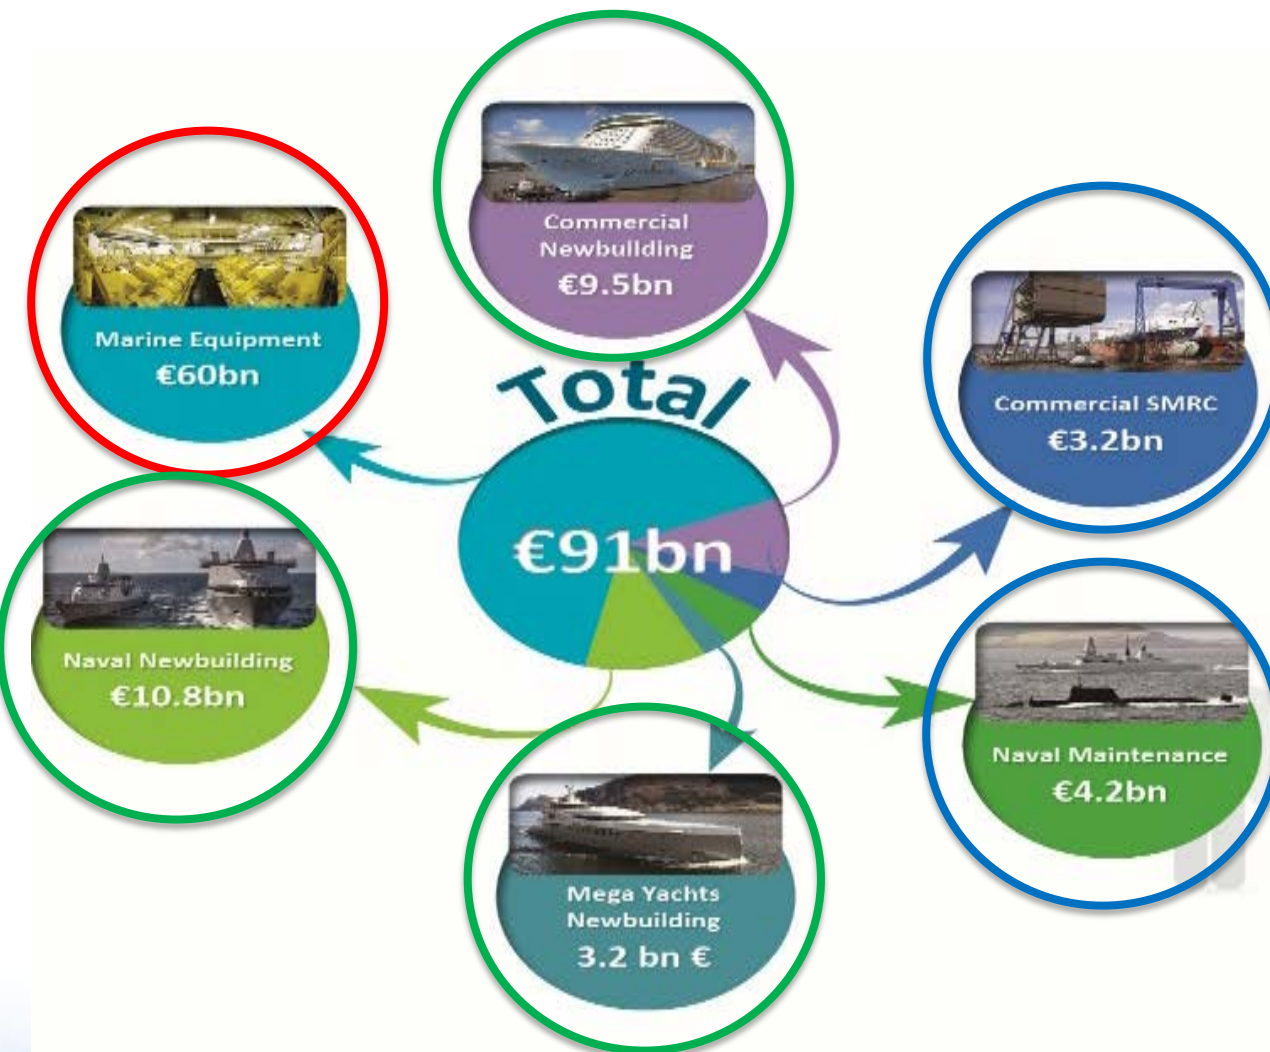 Commercial
Newbuilding
€9.5bn
Marine Equipment
€60bn
Commercial SMRC
€3.2bn
Total
€91bn
Naval Newbuilding
€10.8bn
Naval Maintenance
€4.2bn
Mega Yachts
Newbuilding
3.2 bn €